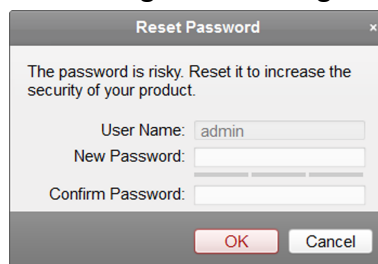 Reset Password
×
The password is risky. Reset it to increase the
security of your product.
User Name: admin
New Password:
Confirm Password:
OK Cancel